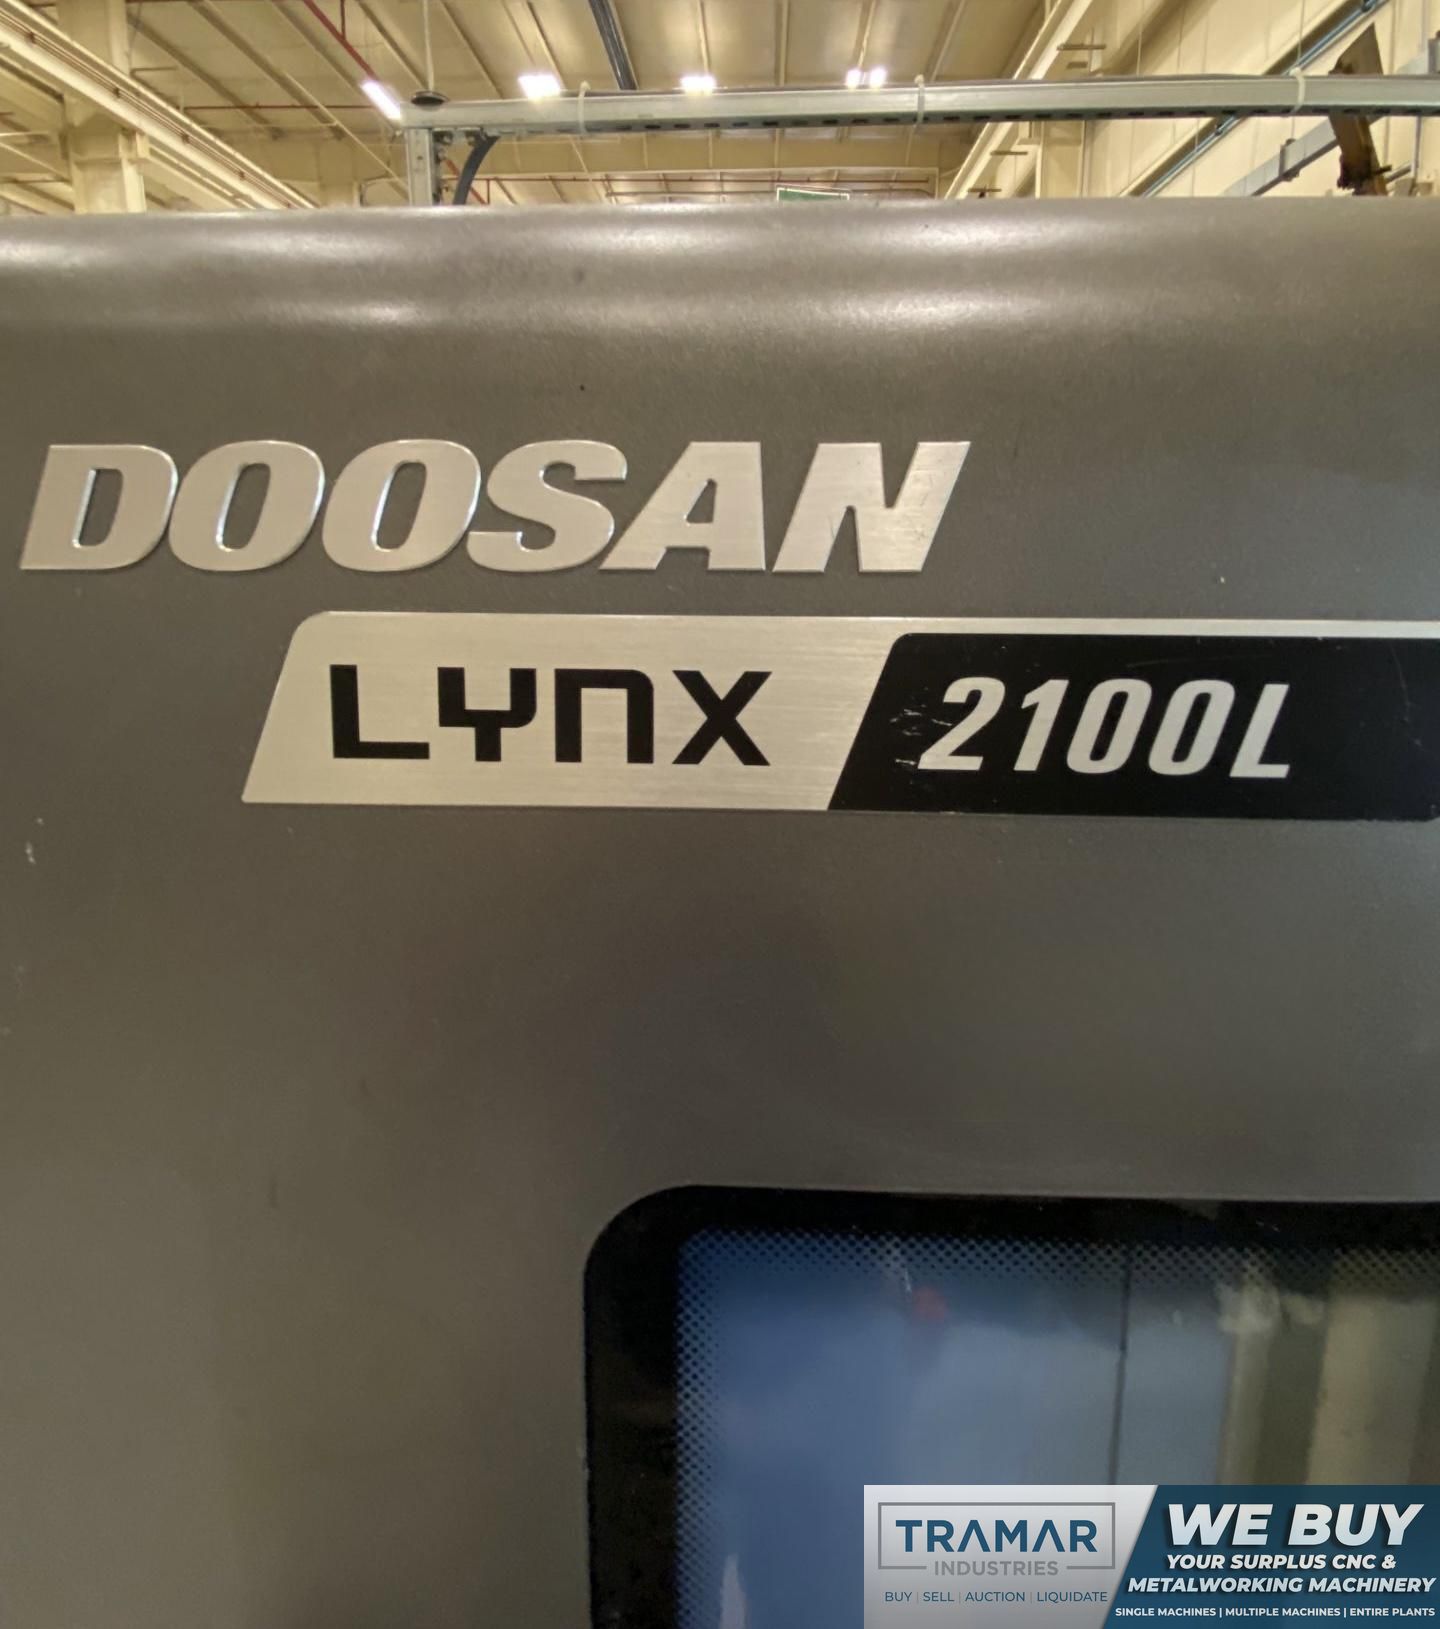 DOOSAN
LYNX 2100L
TRAMAR
INDUSTRIES
BUY | SELL | AUCTION | LIQUIDATE
WE BUY
YOUR SURPLUS CNC &
METALWORKING MACHINERY
SINGLE MACHINES | MULTIPLE MACHINES | ENTIRE PLANTS